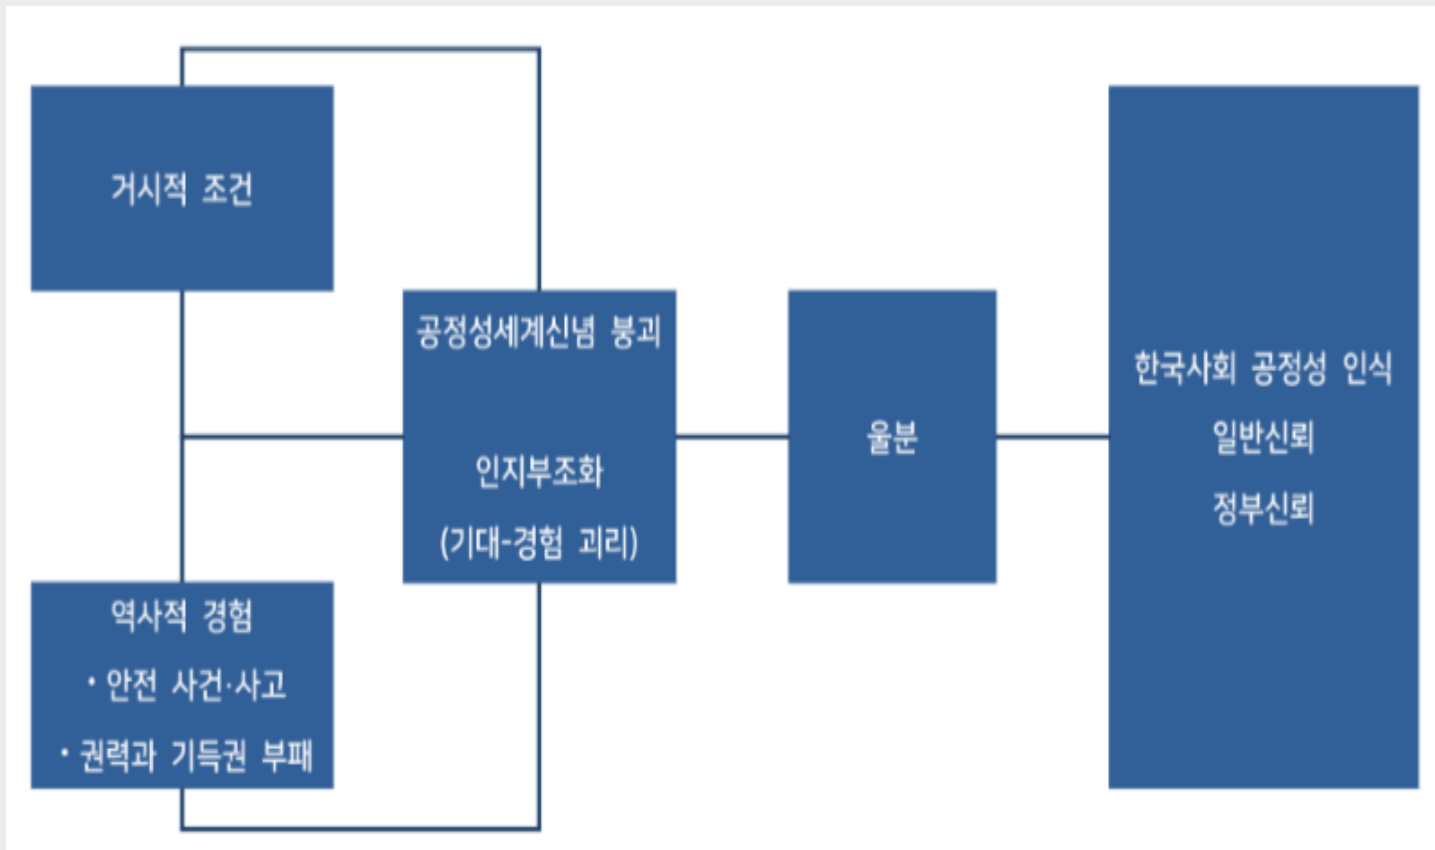 거시적 조건
공정성세계신념 붕괴
인지부조화
(기대-경험 괴리)
울분
한국사회 공정성 인식
일반신뢰
정부신뢰
역사적 경험
· 안전 사건·사고
· 권력과 기득권 부패